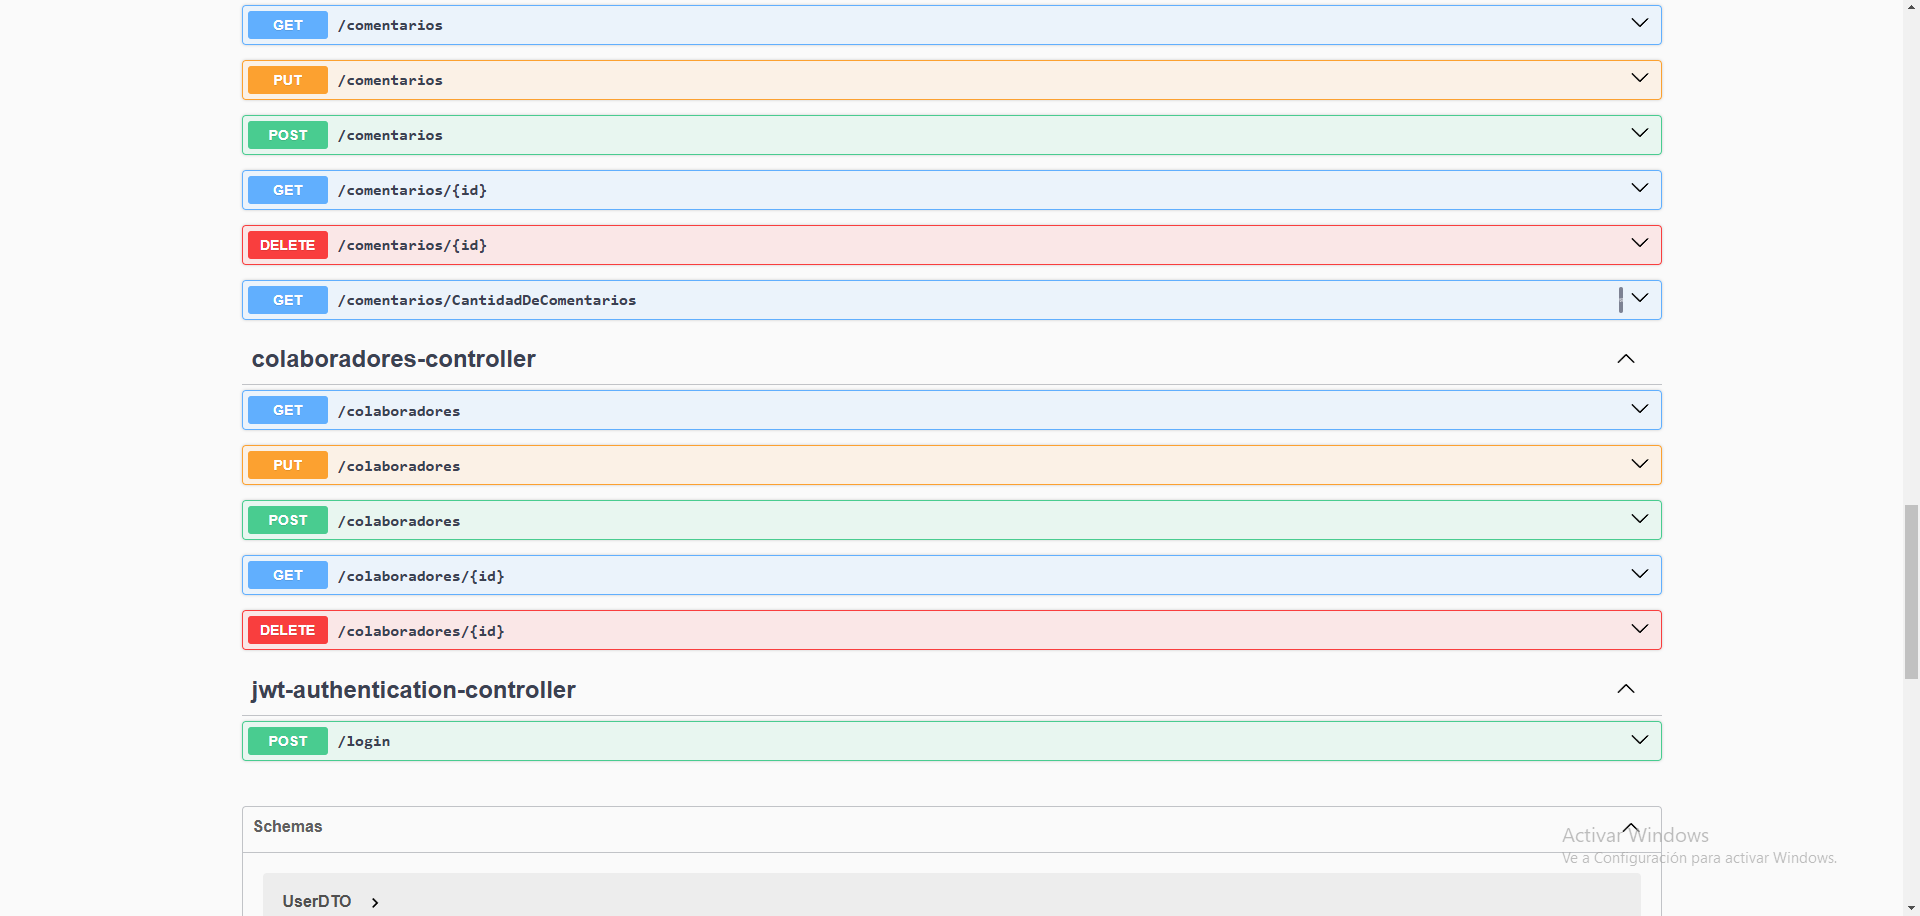 GET /comentarios
PUT /comentarios
POST /comentarios
GET /comentarios/{id}
DELETE /comentarios/{id}
GET /comentarios/CantidadDeComentarios
colaboradores-controller
GET /colaboradores
PUT /colaboradores
POST /colaboradores
GET /colaboradores/{id}
DELETE /colaboradores/{id}
jwt-authentication-controller
POST /login
Schemas
Activar Windows
Ve a Configuración para activar Windows.
UserDTO